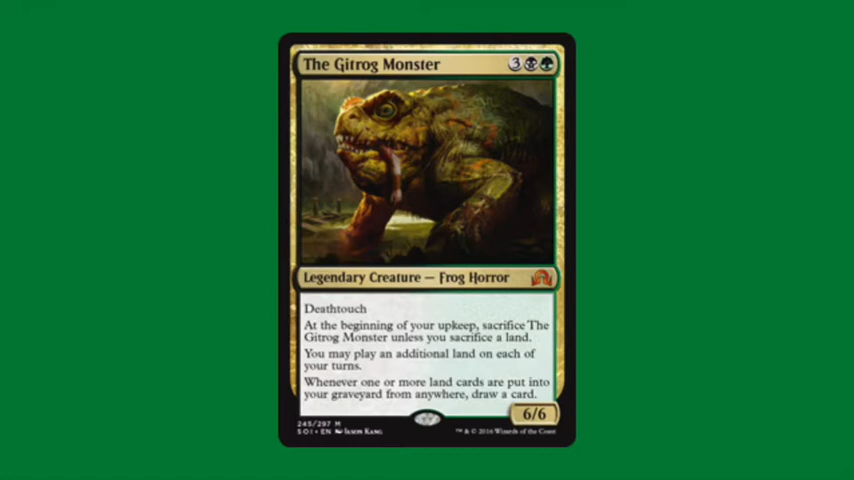 The Gitrog Monster 3
Legendary Creature — Frog Horror
Deathtouch
At the beginning of your upkeep, sacrifice The
Gitrog Monster unless you sacrifice a land.
You may play an additional land on each of
your turns.
Whenever one or more land cards are put into
your graveyard from anywhere, draw a card.
6/6
245/297 M
SOI • EN Jason Kang
™ & © 2016 Wizards of the Coast